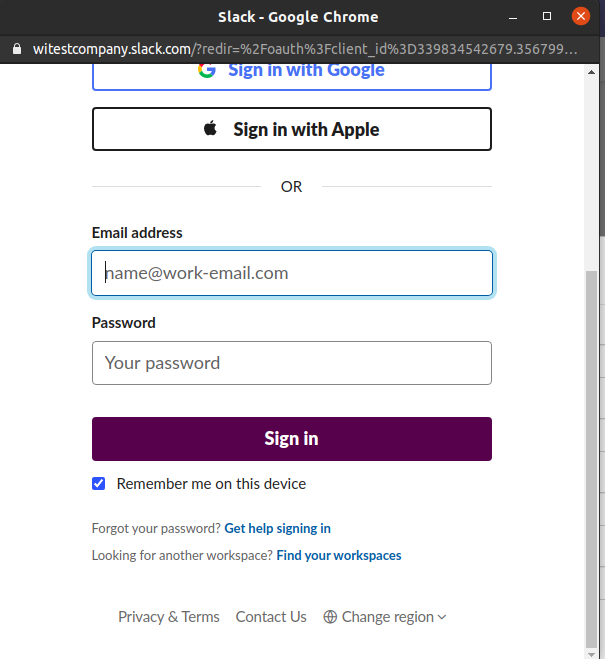 Slack - Google Chrome
witestcompany.slack.com/?redir=%2Foauth%3Fclient_id%3D339834542679.356799...
Sign in with Google
Sign in with Apple
OR
Email address
name@work-email.com
Password
Your password
Sign in
Remember me on this device
Forgot your password? Get help signing in
Looking for another workspace? Find your workspaces
Privacy & Terms Contact Us Change region